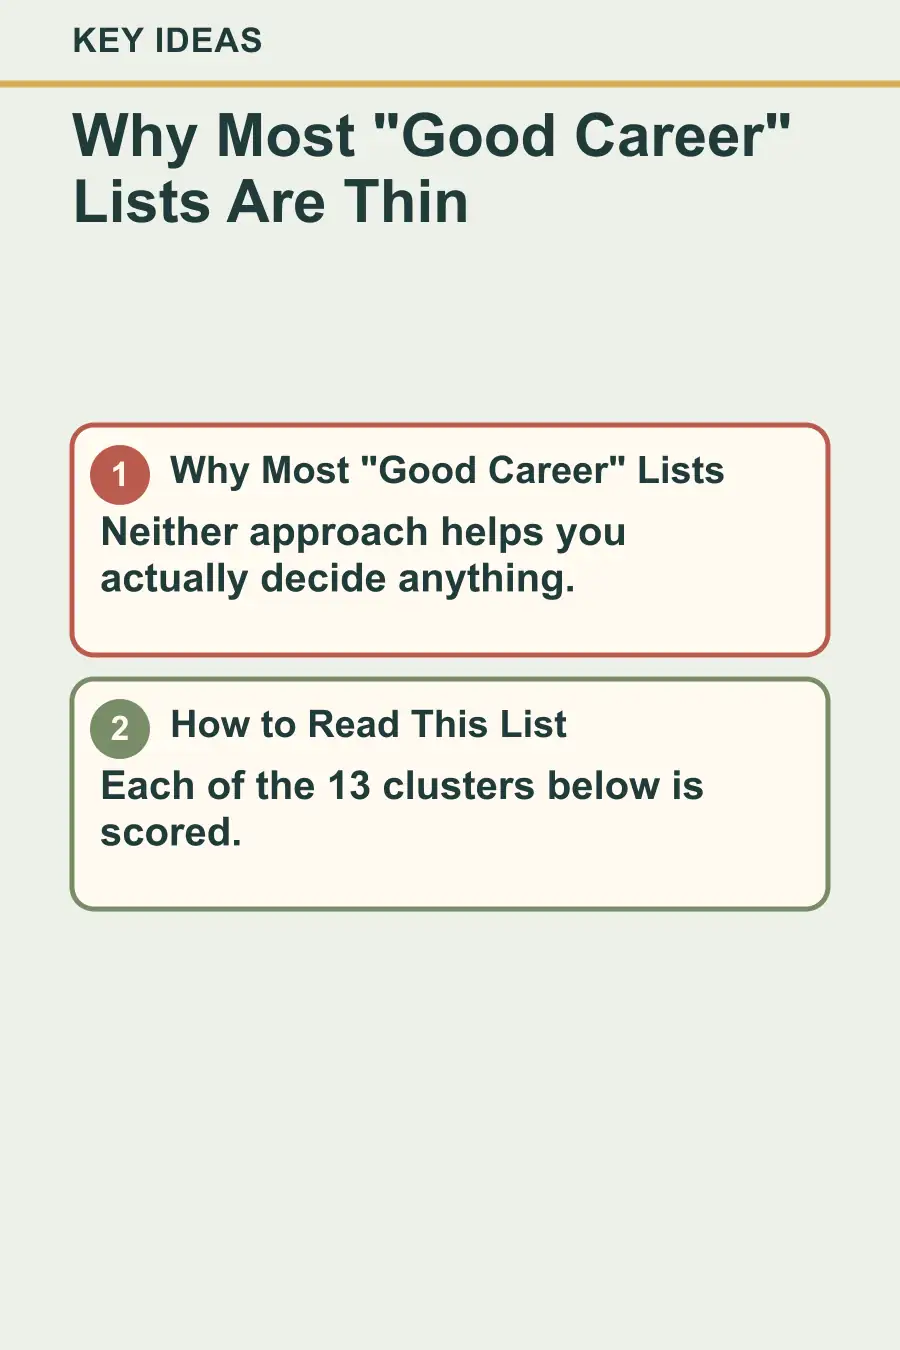 KEY IDEAS
Why Most "Good Career"
Lists Are Thin
1 Why Most "Good Career" Lists
Neither approach helps you
actually decide anything.
2 How to Read This List
Each of the 13 clusters below is
scored.